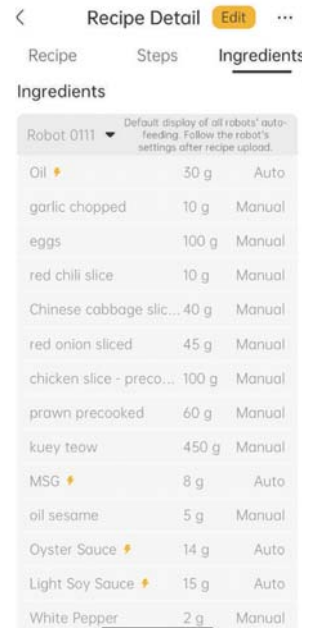 Recipe Detail Edit ...
Recipe Steps Ingredients
Ingredients
Robot 0111 Default display of all robots' auto-
feeding. Follow the robot's
settings after recipe upload.
Oil 30 g Auto
garlic chopped 10 g Manual
eggs 100 g Manual
red chili slice 10 g Manual
Chinese cabbage slic... 40 g Manual
red onion sliced 45 g Manual
chicken slice - preco... 100 g Manual
prawn precooked 60 g Manual
kuey teow 450 g Manual
MSG 8 g Auto
oil sesame 5 g Manual
Oyster Sauce 14 g Auto
Light Soy Sauce 15 g Auto
White Pepper 2 g Manual